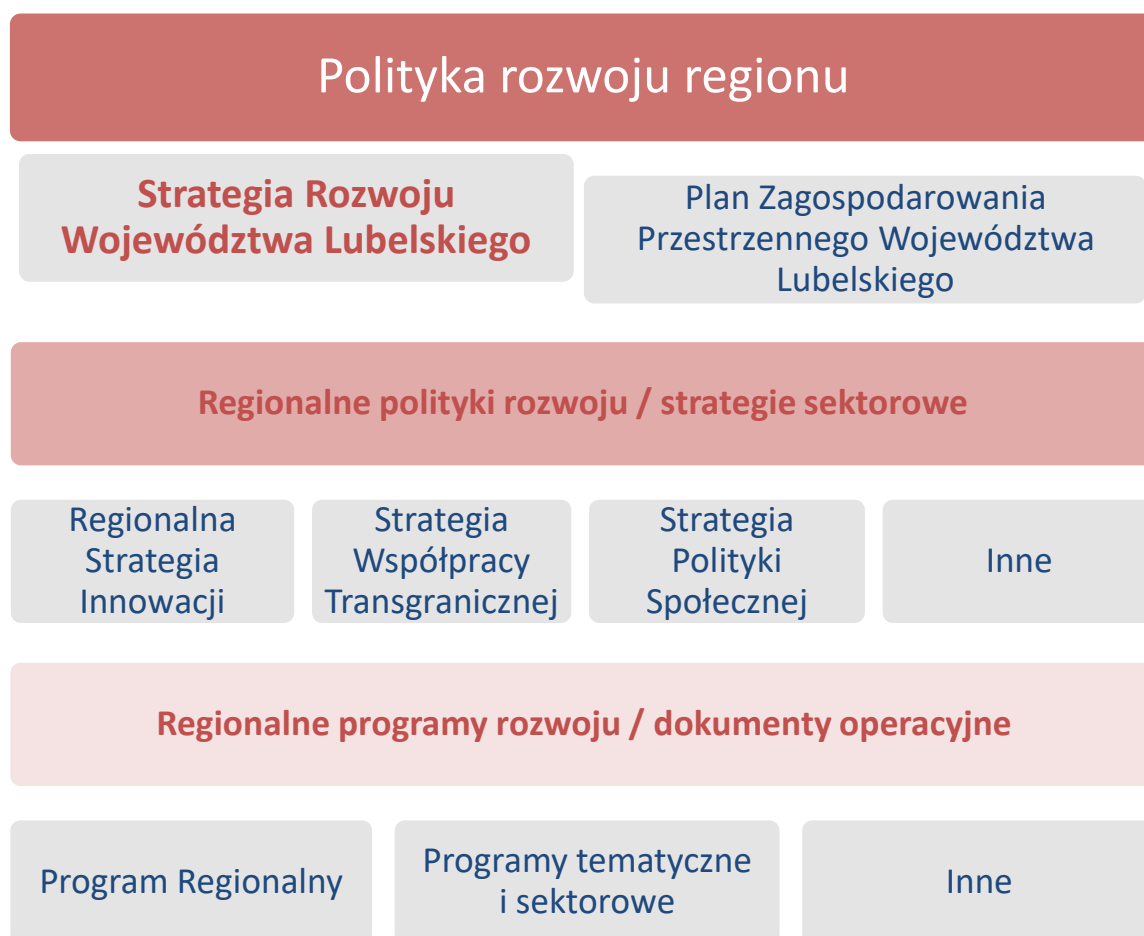 Polityka rozwoju regionu
Strategia Rozwoju
Województwa Lubelskiego
Plan Zagospodarowania
Przestrzennego Województwa
Lubelskiego
Regionalne polityki rozwoju / strategie sektorowe
Regionalna
Strategia
Innowacji
Strategia
Współpracy
Transgranicznej
Strategia
Polityki
Społecznej
Inne
Regionalne programy rozwoju / dokumenty operacyjne
Program Regionalny
Programy tematyczne
i sektorowe
Inne